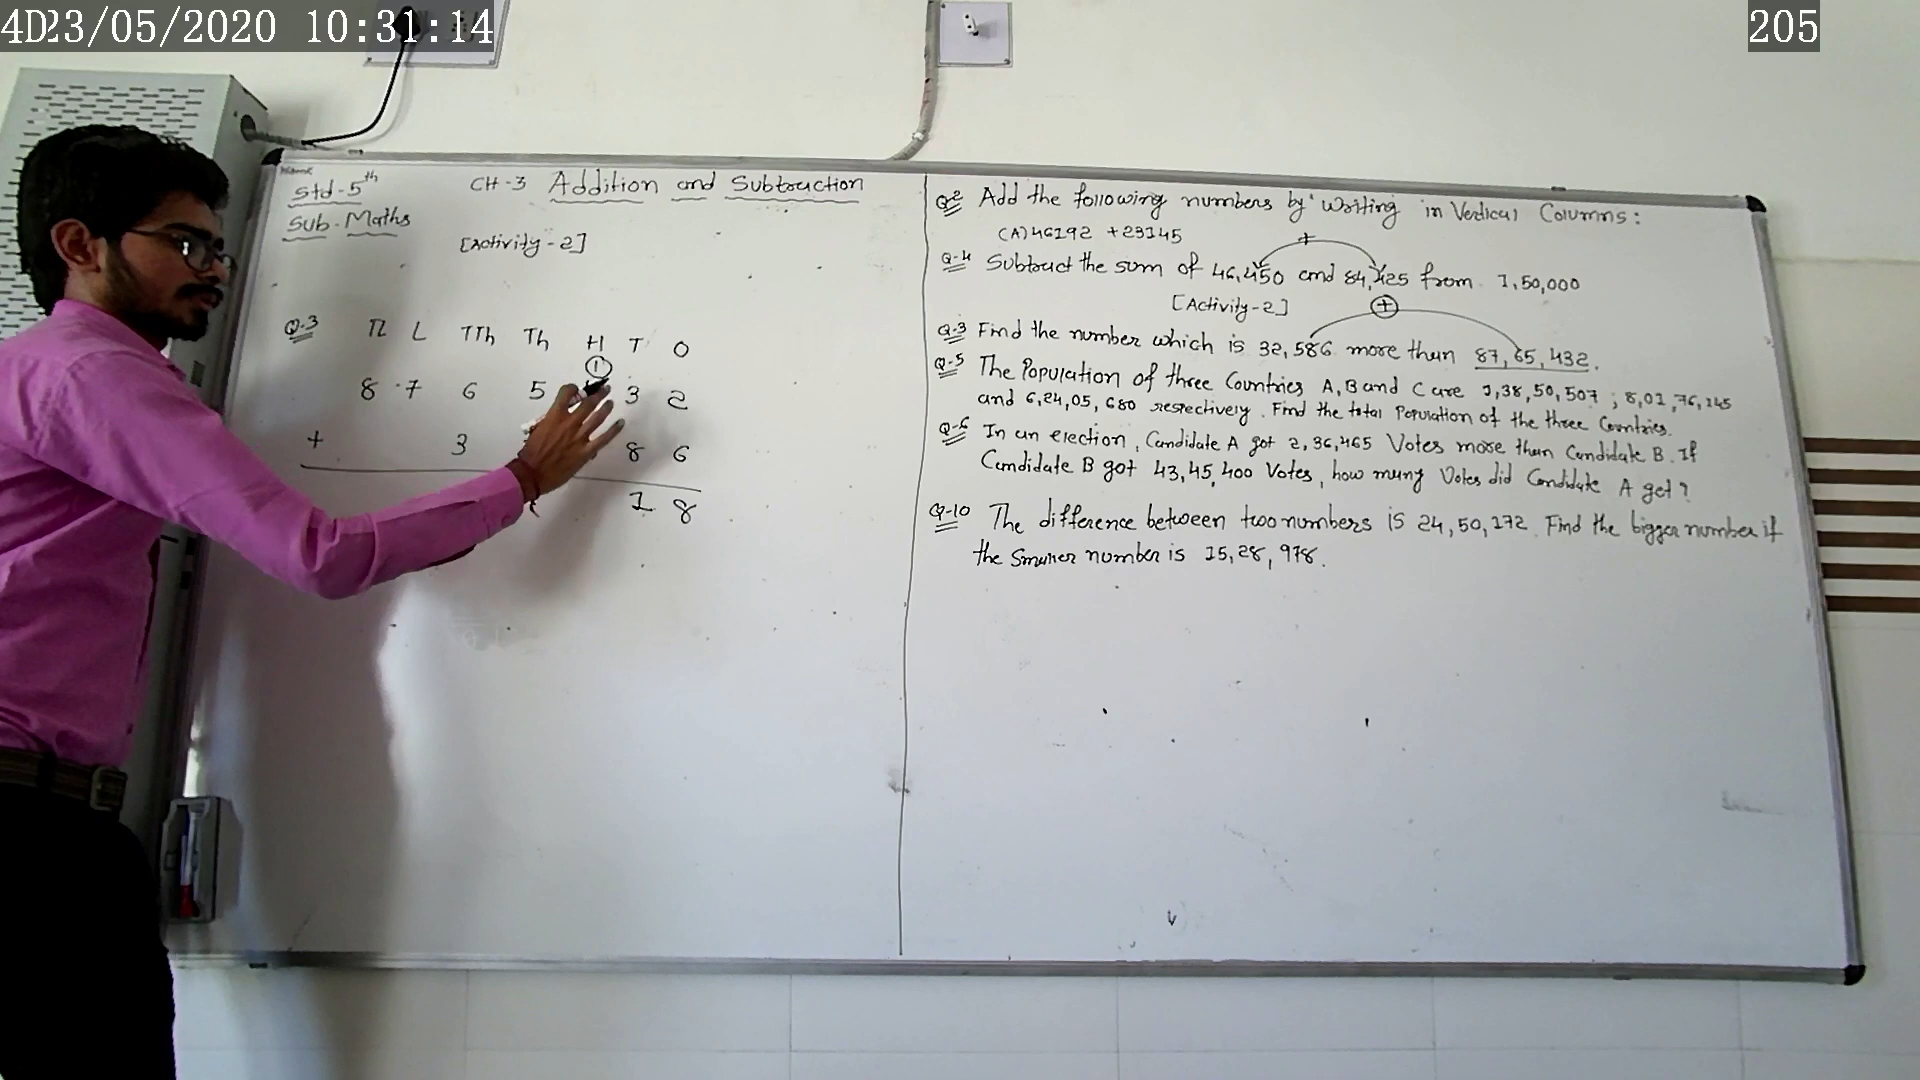 4D23/05/2020 10:31:14
205
Name
Std-5th
CH-3 Addition and Subtraction
Sub. Maths
[Activity-2]
Q.3 TL L TTh Th H T O
1
8 7 6 5 3 2
+ 3 8 6
1 8
Q2 Add the following numbers by writing in Vertical Columns:
(A) 46192 + 23145
+
Q-4 Subtract the sum of 46,450 and 84,425 from 1,50,000
[Activity-2] +
Q-3 Find the number which is 32,586 more than 87,65,432.
Q-5 The Population of three Countries A, B and C are 1,38,50,507 ; 8,01,76,145
and 6,24,05,680 respectively. Find the total Population of the three Countries.
Q-6 In an election, Candidate A got 2,36,465 Votes more than Candidate B. If
Candidate B got 43,45,400 Votes, how many Votes did Candidate A get?
Q-10 The difference between two numbers is 24,50,172. Find the bigger number if
the Smaller number is 15,28,978.